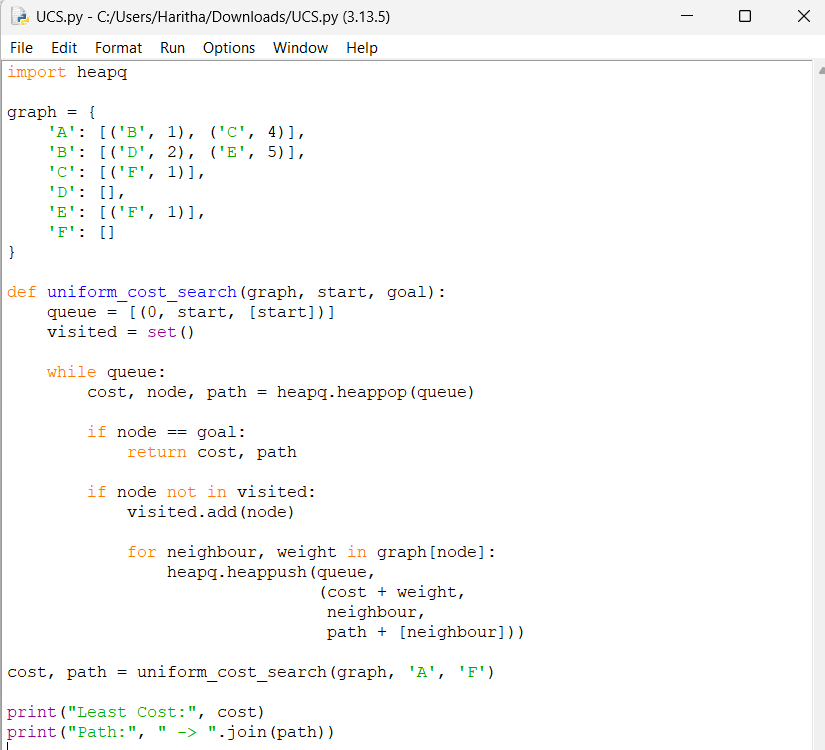 UCS.py - C:/Users/Haritha/Downloads/UCS.py (3.13.5)
File Edit Format Run Options Window Help
import heapq

graph = {
    'A': [('B', 1), ('C', 4)],
    'B': [('D', 2), ('E', 5)],
    'C': [('F', 1)],
    'D': [],
    'E': [('F', 1)],
    'F': []
}

def uniform_cost_search(graph, start, goal):
    queue = [(0, start, [start])]
    visited = set()

    while queue:
        cost, node, path = heapq.heappop(queue)

        if node == goal:
            return cost, path

        if node not in visited:
            visited.add(node)

            for neighbour, weight in graph[node]:
                heapq.heappush(queue,
                               (cost + weight,
                                neighbour,
                                path + [neighbour]))

cost, path = uniform_cost_search(graph, 'A', 'F')

print("Least Cost:", cost)
print("Path:", " -> ".join(path))